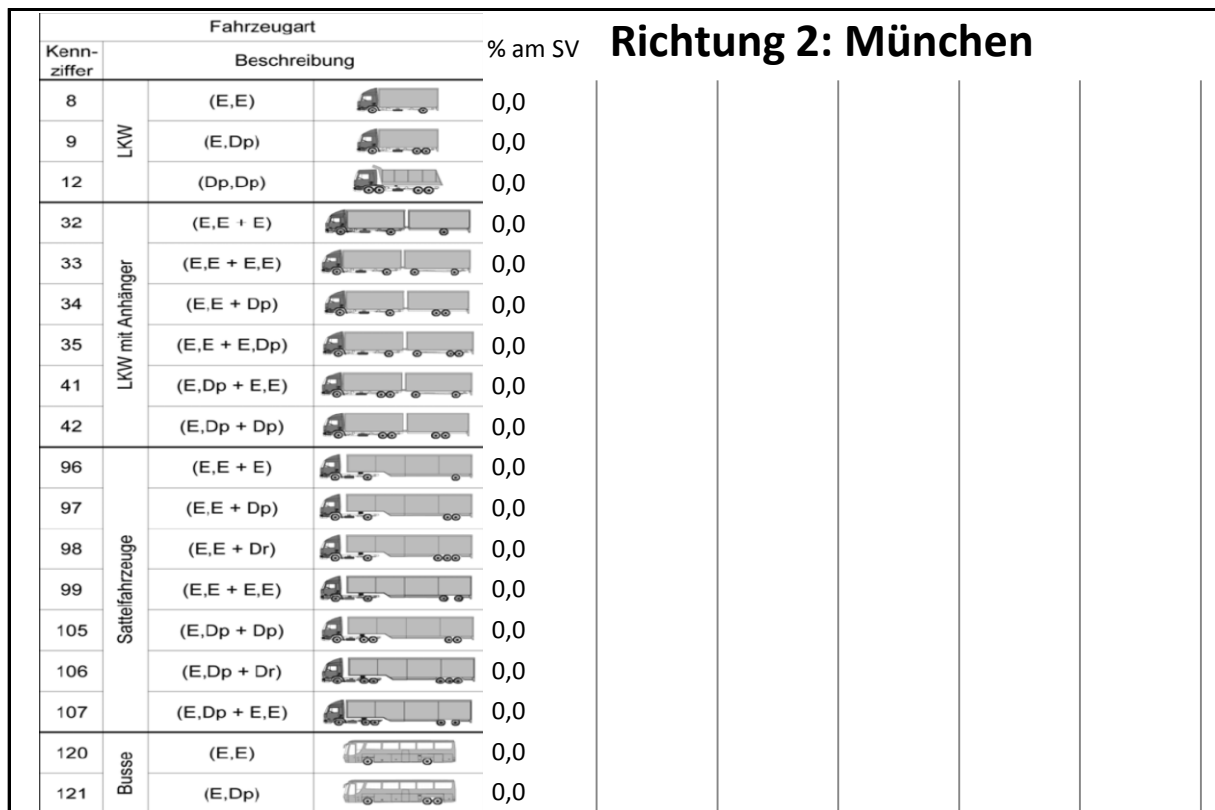 Fahrzeugart
% am SV
Richtung 2: München
Kenn-
ziffer
Beschreibung
LKW
8 (E,E) 0,0
9 (E,Dp) 0,0
12 (Dp,Dp) 0,0
LKW mit Anhänger
32 (E,E + E) 0,0
33 (E,E + E,E) 0,0
34 (E,E + Dp) 0,0
35 (E,E + E,Dp) 0,0
41 (E,Dp + E,E) 0,0
42 (E,Dp + Dp) 0,0
Sattelfahrzeuge
96 (E,E + E) 0,0
97 (E,E + Dp) 0,0
98 (E,E + Dr) 0,0
99 (E,E + E,E) 0,0
105 (E,Dp + Dp) 0,0
106 (E,Dp + Dr) 0,0
107 (E,Dp + E,E) 0,0
Busse
120 (E,E) 0,0
121 (E,Dp) 0,0